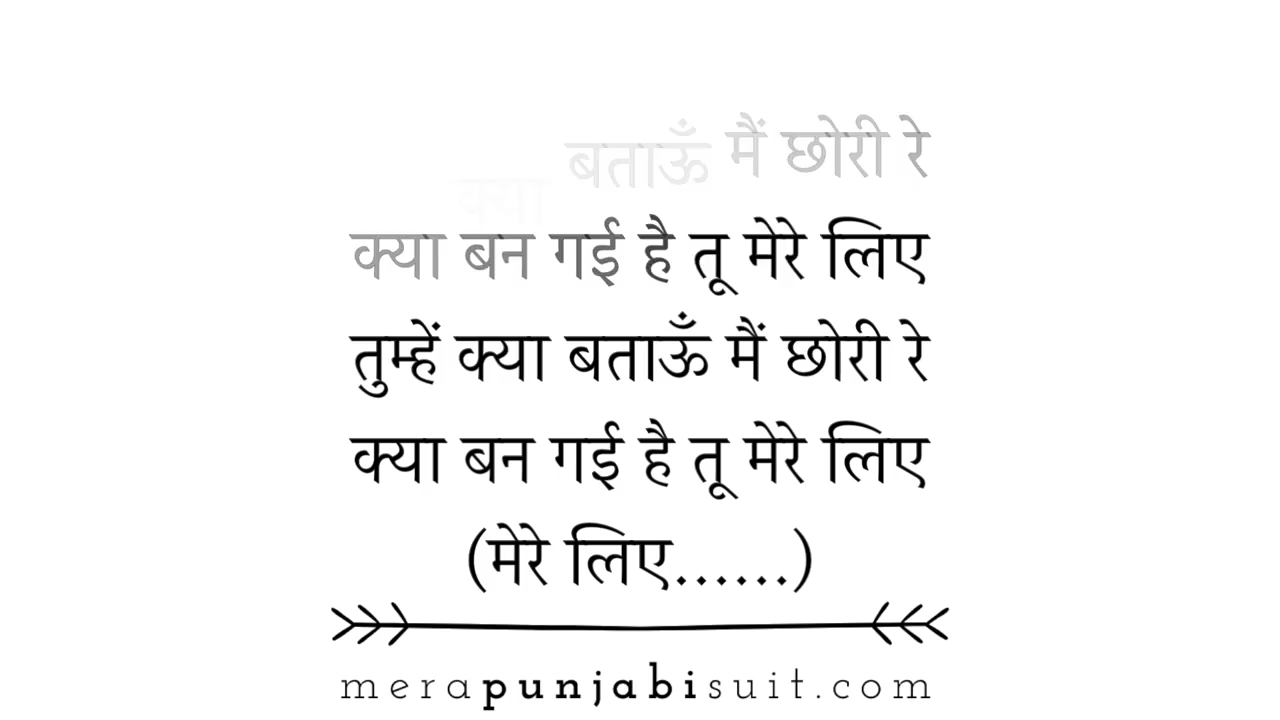 क्या बताऊँ मैं छोरी रे
क्या बन गई है तू मेरे लिए
तुम्हें क्या बताऊँ मैं छोरी रे
क्या बन गई है तू मेरे लिए
(मेरे लिए......)
merapunjabisuit.com